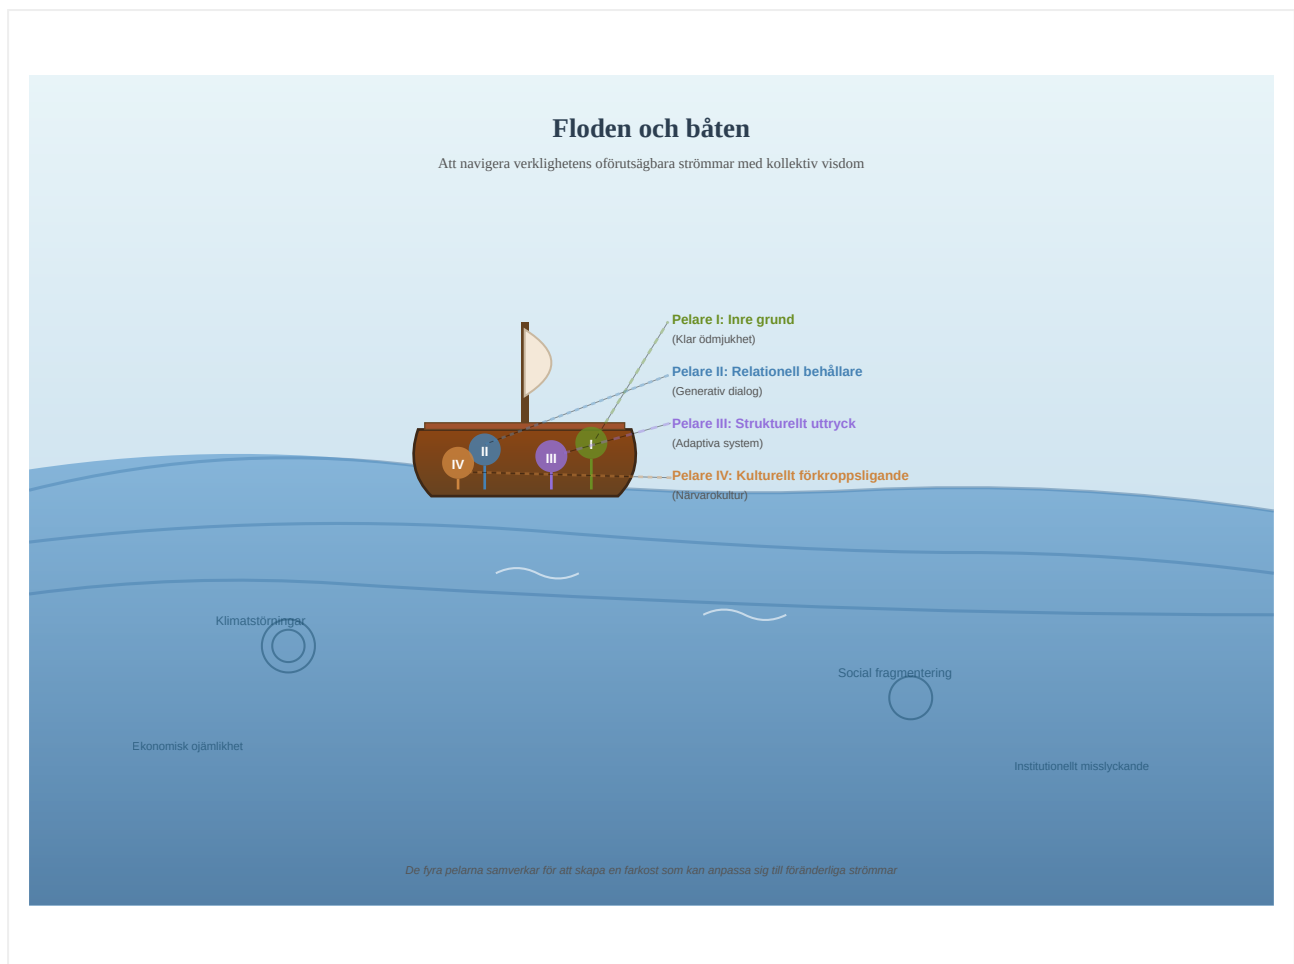 Floden och båten
Att navigera verklighetens oförutsägbara strömmar med kollektiv visdom
Pelare I: Inre grund
(Klar ödmjukhet)
Pelare II: Relationell behållare
(Generativ dialog)
Pelare III: Strukturellt uttryck
(Adaptiva system)
Pelare IV: Kulturellt förkroppsligande
(Närvarokultur)
IV
II
III
I
Klimatstörningar
Social fragmentering
Ekonomisk ojämlikhet
Institutionellt misslyckande
De fyra pelarna samverkar för att skapa en farkost som kan anpassa sig till föränderliga strömmar